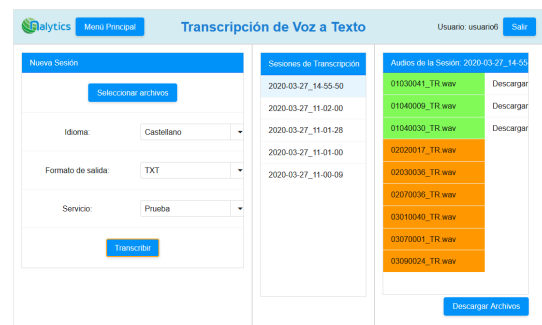 nalytics
Menú Principal
Transcripción de Voz a Texto
Usuario: usuario6
Salir
Nueva Sesión
Seleccionar archivos
Idioma:
Castellano
Formato de salida:
TXT
Servicio:
Prueba
Transcribir
Sesiones de Transcripción
2020-03-27_14-55-50
2020-03-27_11-02-00
2020-03-27_11-01-28
2020-03-27_11-01-00
2020-03-27_11-00-09
Audios de la Sesión: 2020-03-27_14-55
01030041_TR.wav Descargar
01040009_TR.wav Descargar
01040030_TR.wav Descargar
02020017_TR.wav
02030036_TR.wav
02070036_TR.wav
03010040_TR.wav
03070001_TR.wav
03090024_TR.wav
Descargar Archivos